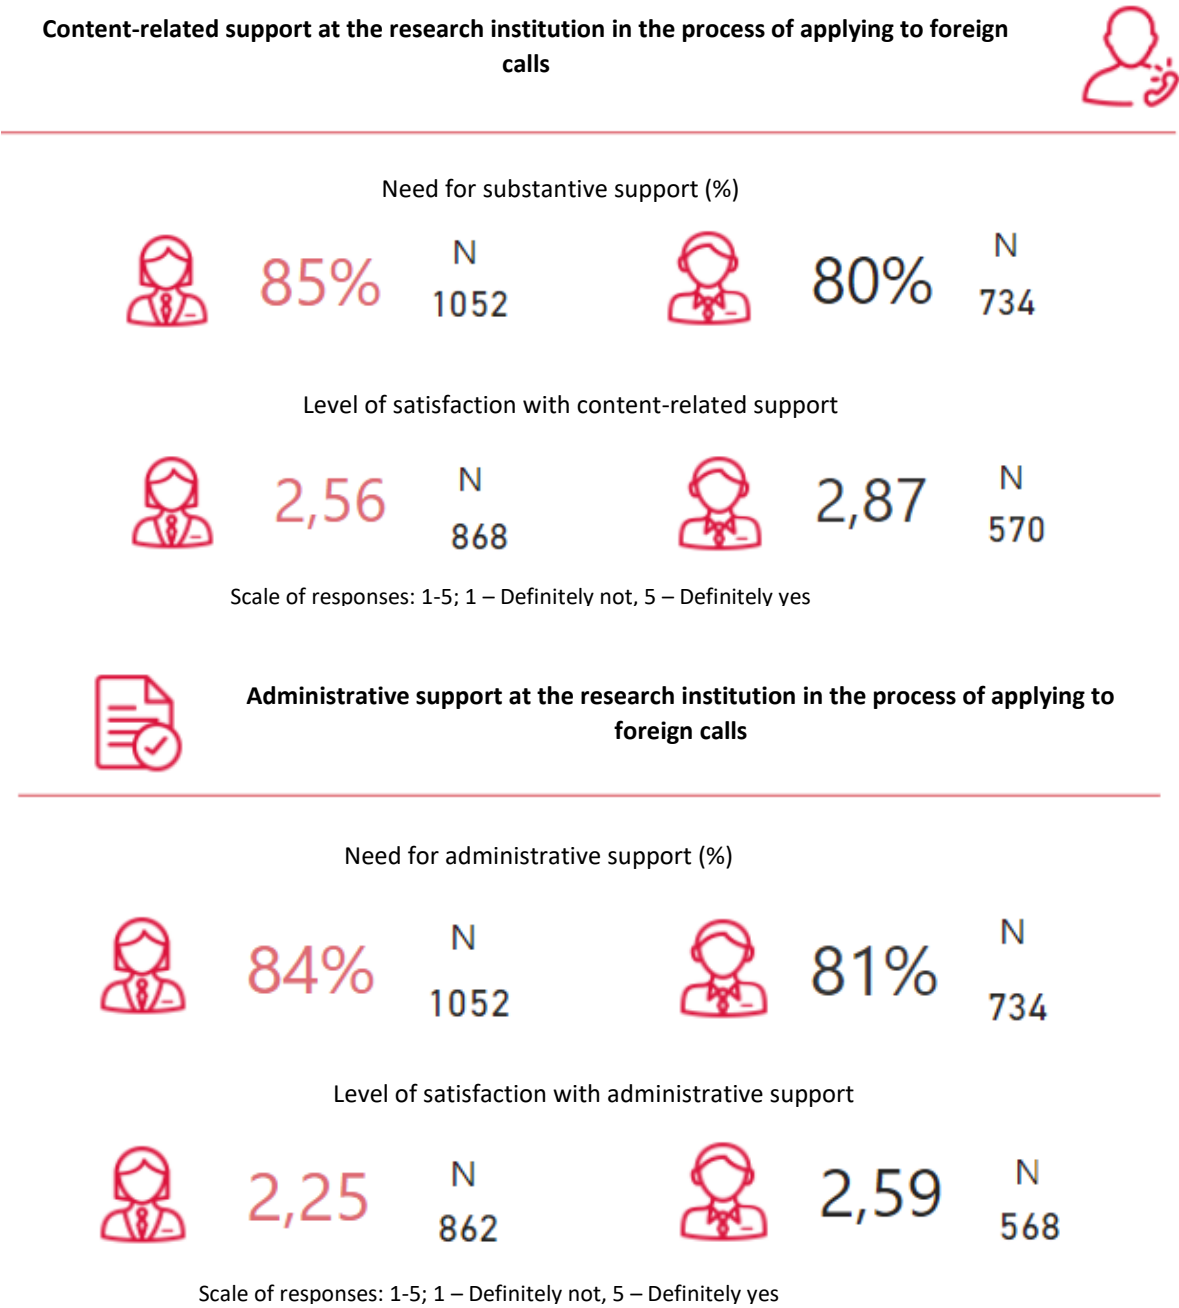 Content-related support at the research institution in the process of applying to foreign
calls
Need for substantive support (%)
85%
N
1052
80%
N
734
Level of satisfaction with content-related support
2,56
N
868
2,87
N
570
Scale of responses: 1-5; 1 – Definitely not, 5 – Definitely yes
Administrative support at the research institution in the process of applying to
foreign calls
Need for administrative support (%)
84%
N
1052
81%
N
734
Level of satisfaction with administrative support
2,25
N
862
2,59
N
568
Scale of responses: 1-5; 1 – Definitely not, 5 – Definitely yes